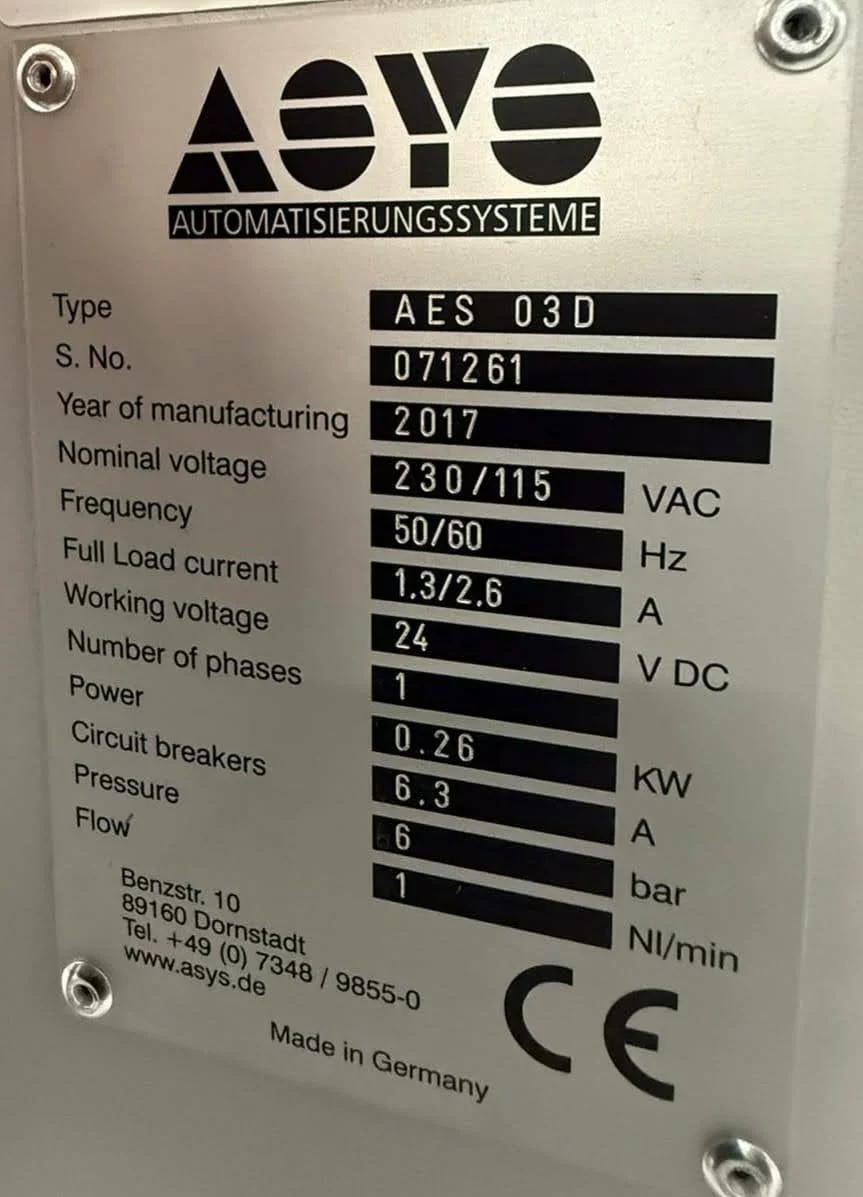 ASYS
AUTOMATISIERUNGSSYSTEME
Type AES 03D
S. No. 071261
Year of manufacturing 2017
Nominal voltage 230/115 VAC
Frequency 50/60 Hz
Full Load current 1.3/2.6 A
Working voltage 24 V DC
Number of phases 1
Power 0.26 KW
Circuit breakers 6.3 A
Pressure 6 bar
Flow 1 Nl/min
Benzstr. 10
89160 Dornstadt
Tel. +49 (0) 7348 / 9855-0
www.asys.de
CE
Made in Germany